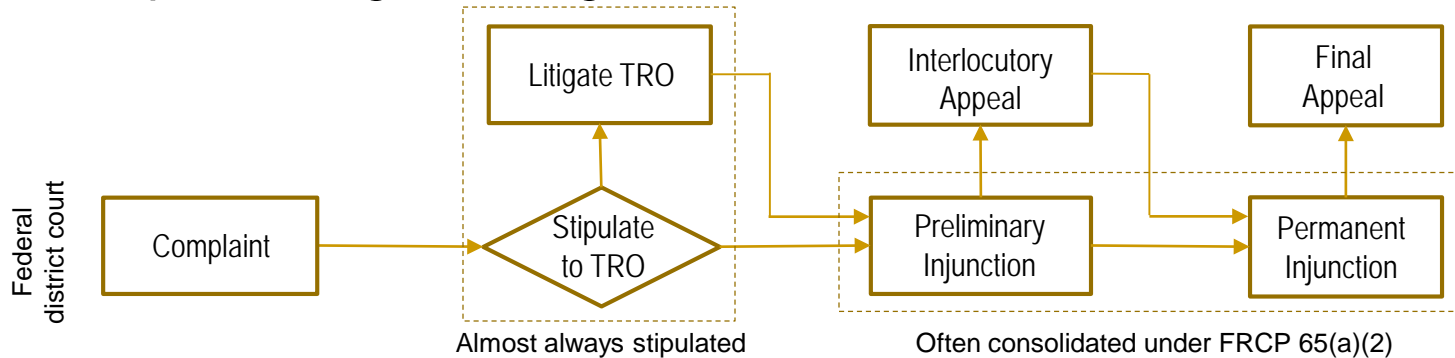 Litigate TRO
Interlocutory
Appeal
Final
Appeal
Federal
district court
Complaint
Stipulate
to TRO
Preliminary
Injunction
Permanent
Injunction
Almost always stipulated
Often consolidated under FRCP 65(a)(2)